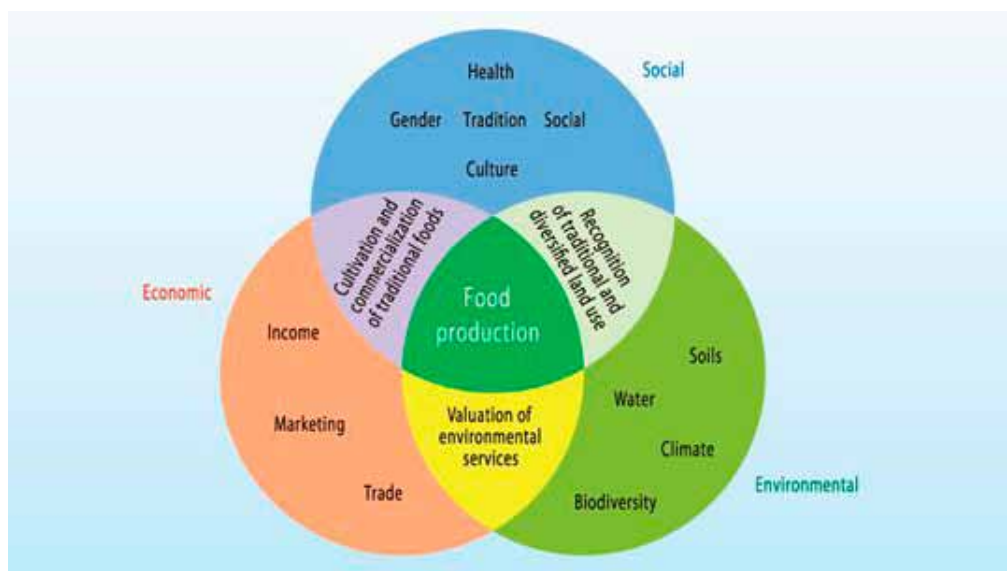 Health
Social
Gender Tradition Social
Culture
Cultivation and
commercialization
of traditional foods
Recognition
of traditional and
diversified land use
Economic
Food
production
Income
Soils
Water
Marketing
Valuation of
environmental
services
Climate
Trade
Biodiversity
Environmental